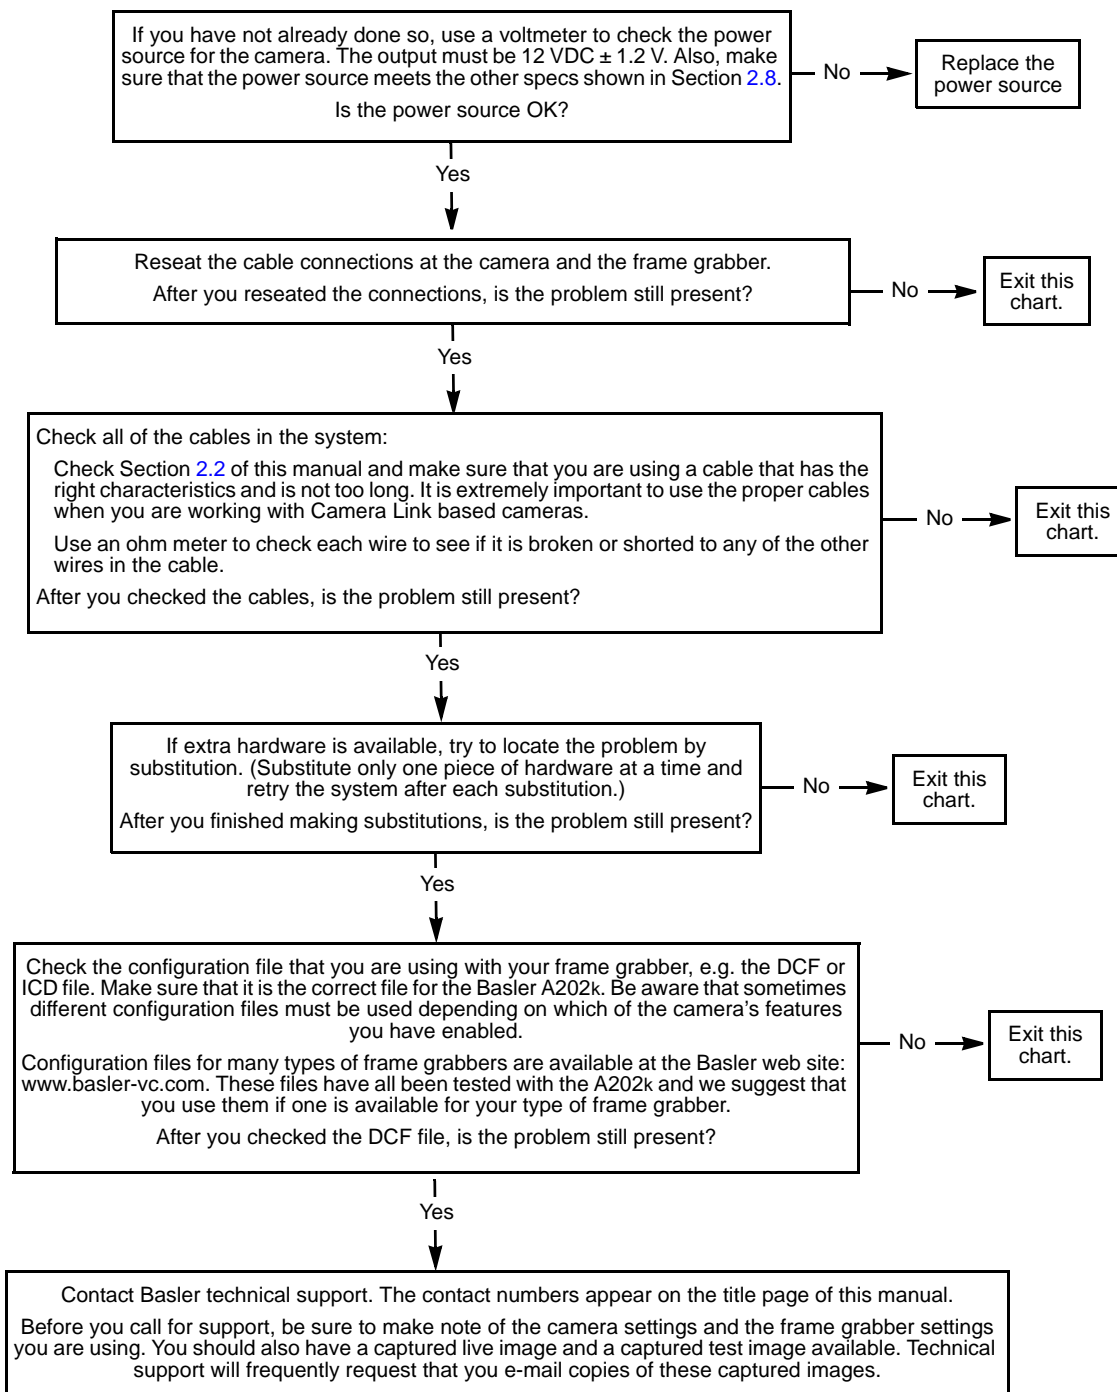 If you have not already done so, use a voltmeter to check the power
source for the camera. The output must be 12 VDC ± 1.2 V. Also, make
sure that the power source meets the other specs shown in Section 2.8.
Is the power source OK?
No
Replace the
power source
Yes
Reseat the cable connections at the camera and the frame grabber.
After you reseated the connections, is the problem still present?
No
Exit this
chart.
Yes
Check all of the cables in the system:
Check Section 2.2 of this manual and make sure that you are using a cable that has the
right characteristics and is not too long. It is extremely important to use the proper cables
when you are working with Camera Link based cameras.
Use an ohm meter to check each wire to see if it is broken or shorted to any of the other
wires in the cable.
After you checked the cables, is the problem still present?
No
Exit this
chart.
Yes
If extra hardware is available, try to locate the problem by
substitution. (Substitute only one piece of hardware at a time and
retry the system after each substitution.)
After you finished making substitutions, is the problem still present?
No
Exit this
chart.
Yes
Check the configuration file that you are using with your frame grabber, e.g. the DCF or
ICD file. Make sure that it is the correct file for the Basler A202k. Be aware that sometimes
different configuration files must be used depending on which of the camera's features
you have enabled.
Configuration files for many types of frame grabbers are available at the Basler web site:
www.basler-vc.com. These files have all been tested with the A202k and we suggest that
you use them if one is available for your type of frame grabber.
After you checked the DCF file, is the problem still present?
No
Exit this
chart.
Yes
Contact Basler technical support. The contact numbers appear on the title page of this manual.
Before you call for support, be sure to make note of the camera settings and the frame grabber settings
you are using. You should also have a captured live image and a captured test image available. Technical
support will frequently request that you e-mail copies of these captured images.